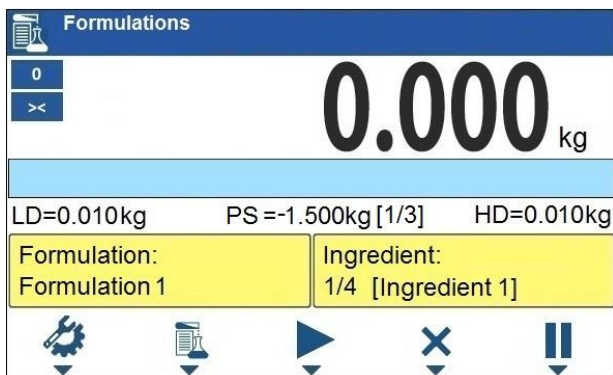 Formulations
0
0.000 kg
><
LD=0.010kg PS =-1.500kg [1/3] HD=0.010kg
Formulation:
Formulation 1
Ingredient:
1/4 [Ingredient 1]